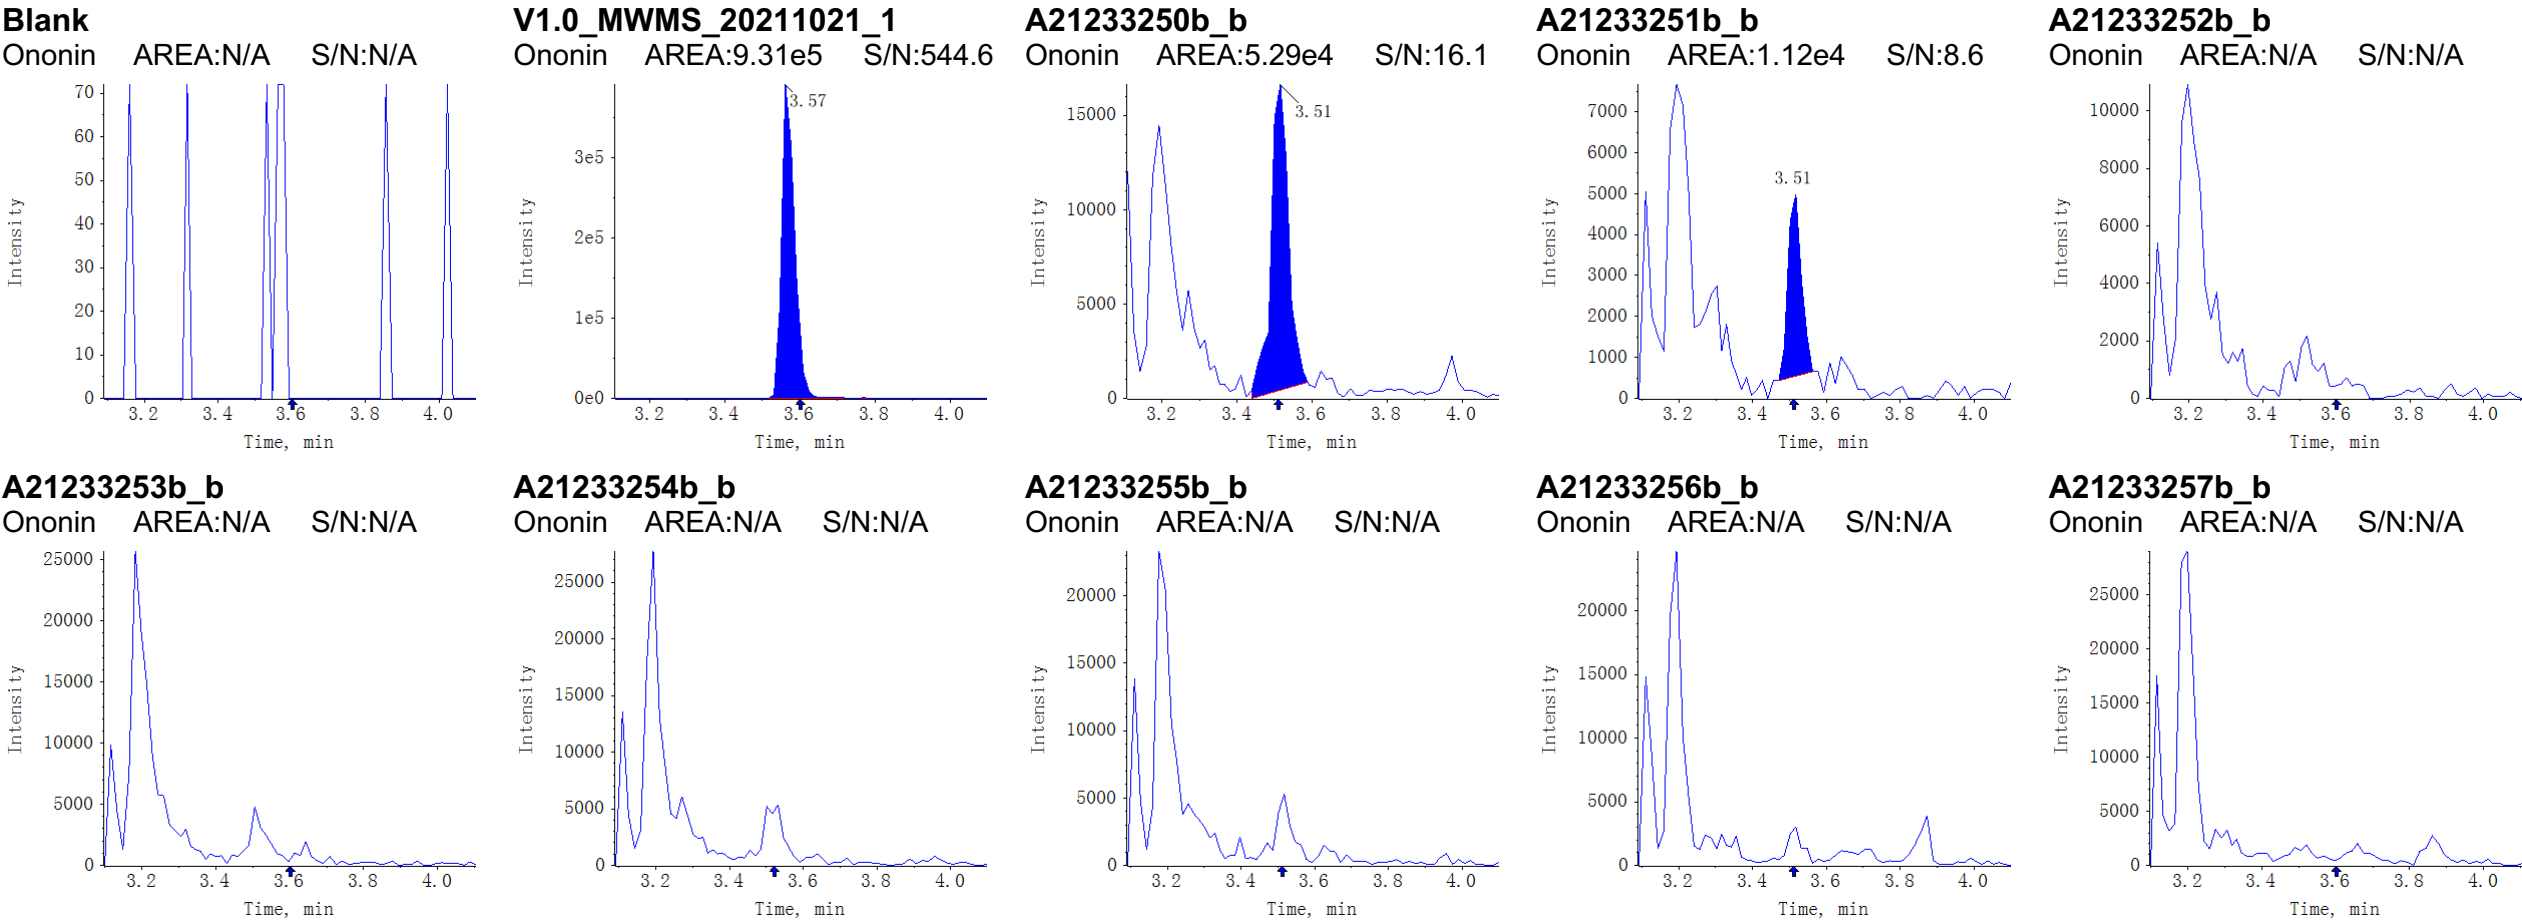 Blank
Ononin AREA:N/A S/N:N/A
70
60
50
40
30
20
10
0
Intensity
3.2 3.4 3.6 3.8 4.0
Time, min
V1.0_MWMS_20211021_1
Ononin AREA:9.31e5 S/N:544.6
3.57
3e5
2e5
1e5
0e0
Intensity
3.2 3.4 3.6 3.8 4.0
Time, min
A21233250b_b
Ononin AREA:5.29e4 S/N:16.1
3.51
15000
10000
5000
0
Intensity
3.2 3.4 3.6 3.8 4.0
Time, min
A21233251b_b
Ononin AREA:1.12e4 S/N:8.6
3.51
7000
6000
5000
4000
3000
2000
1000
0
Intensity
3.2 3.4 3.6 3.8 4.0
Time, min
A21233252b_b
Ononin AREA:N/A S/N:N/A
10000
8000
6000
4000
2000
0
Intensity
3.2 3.4 3.6 3.8 4.0
Time, min
A21233253b_b
Ononin AREA:N/A S/N:N/A
25000
20000
15000
10000
5000
0
Intensity
3.2 3.4 3.6 3.8 4.0
Time, min
A21233254b_b
Ononin AREA:N/A S/N:N/A
25000
20000
15000
10000
5000
0
Intensity
3.2 3.4 3.6 3.8 4.0
Time, min
A21233255b_b
Ononin AREA:N/A S/N:N/A
20000
15000
10000
5000
0
Intensity
3.2 3.4 3.6 3.8 4.0
Time, min
A21233256b_b
Ononin AREA:N/A S/N:N/A
20000
15000
10000
5000
0
Intensity
3.2 3.4 3.6 3.8 4.0
Time, min
A21233257b_b
Ononin AREA:N/A S/N:N/A
25000
20000
15000
10000
5000
0
Intensity
3.2 3.4 3.6 3.8 4.0
Time, min